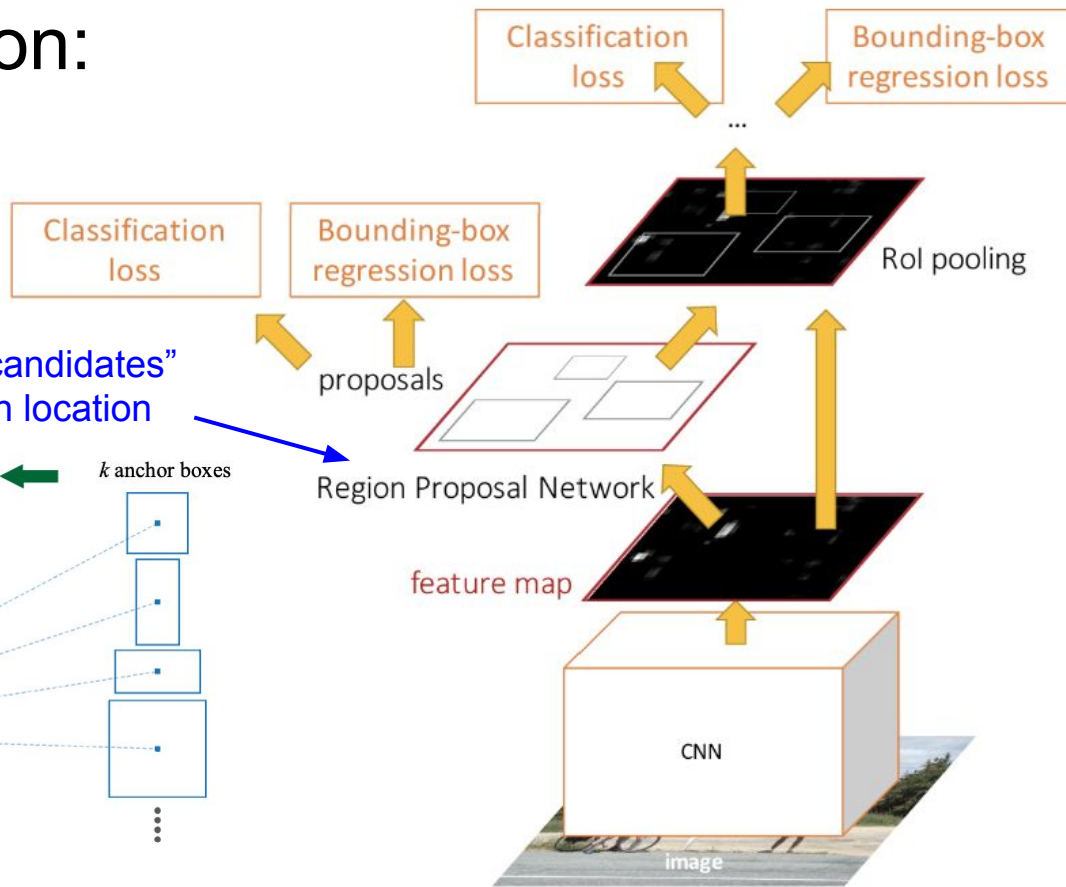 on:
Classification
loss
Bounding-box
regression loss
...
RoI pooling
Classification
loss
Bounding-box
regression loss
candidates”
location
proposals
k anchor boxes
Region Proposal Network
feature map
CNN
image